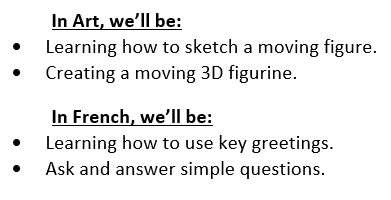 In Art, we’ll be:
• Learning how to sketch a moving figure.
• Creating a moving 3D figurine.
In French, we’ll be:
• Learning how to use key greetings.
• Ask and answer simple questions.